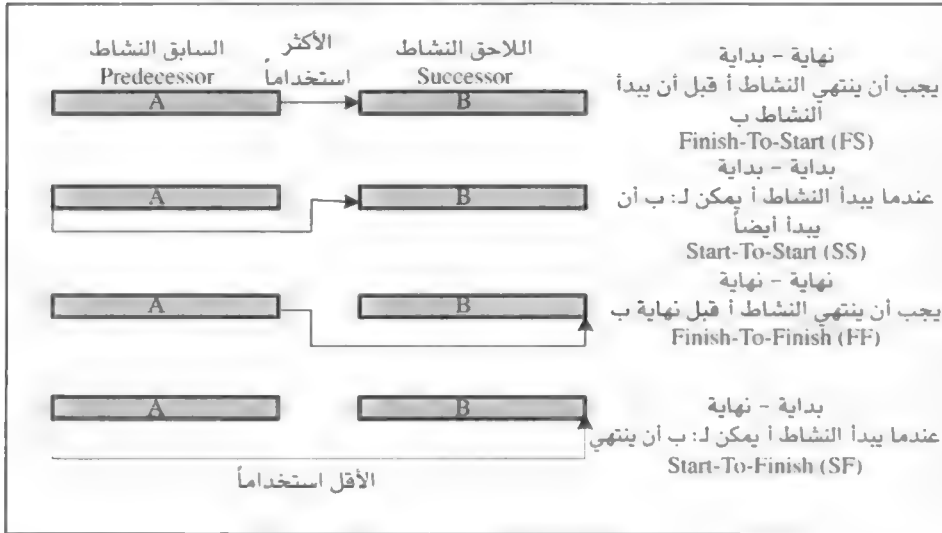 السابق النشاط
Predecessor
الأكثر
استخداماً
اللاحق النشاط
Successor
A
B
نهاية - بداية
يجب أن ينتهي النشاط أ قبل أن يبدأ
النشاط ب
Finish-To-Start (FS)
A
B
بداية - بداية
عندما يبدأ النشاط أ يمكن لـ: ب أن
يبدأ أيضاً
Start-To-Start (SS)
A
B
نهاية - نهاية
يجب أن ينتهي النشاط أ قبل نهاية ب
Finish-To-Finish (FF)
A
B
بداية - نهاية
عندما يبدأ النشاط أ يمكن لـ: ب أن ينتهي
Start-To-Finish (SF)
الأقل استخداماً